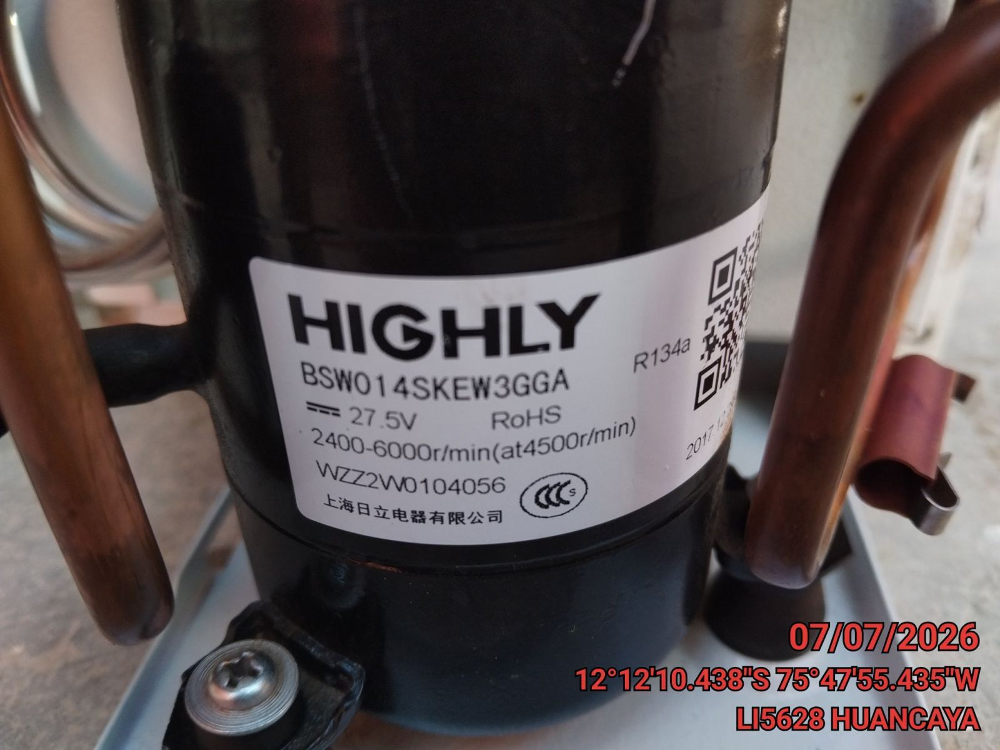 HIGHLY
BSW014SKEW3GGA
R134a
27.5V RoHS
2400-6000r/min(at4500r/min)
WZZ2W0104056
上海日立电器有限公司
CCC S
07/07/2026
12°12'10.438"S 75°47'55.435"W
LI5628 HUANCAYA